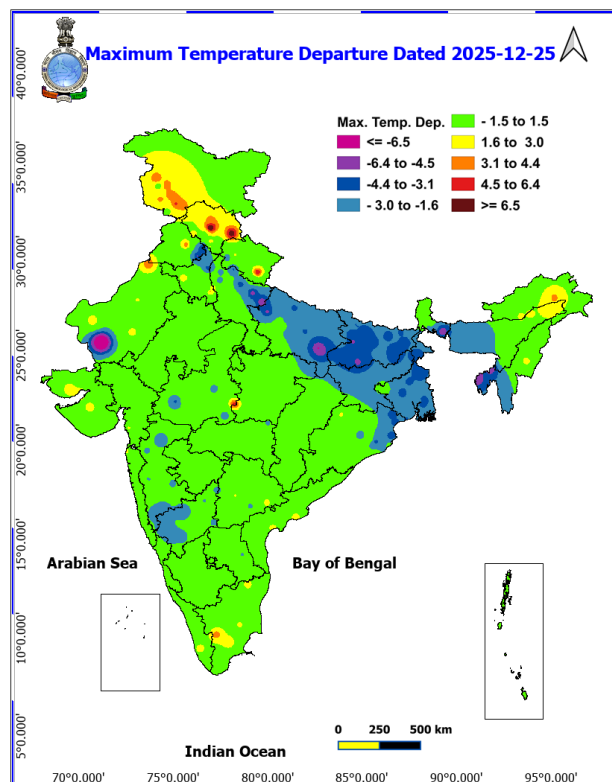 Maximum Temperature Departure Dated 2025-12-25
Max. Temp. Dep.
<= -6.5
-6.4 to -4.5
-4.4 to -3.1
- 3.0 to -1.6
- 1.5 to 1.5
1.6 to 3.0
3.1 to 4.4
4.5 to 6.4
>= 6.5
40°0.000'
35°0.000'
30°0.000'
25°0.000'
20°0.000'
15°0.000'
10°0.000'
5°0.000'
Arabian Sea
Bay of Bengal
0 250 500 km
Indian Ocean
70°0.000' 75°0.000' 80°0.000' 85°0.000' 90°0.000' 95°0.000'